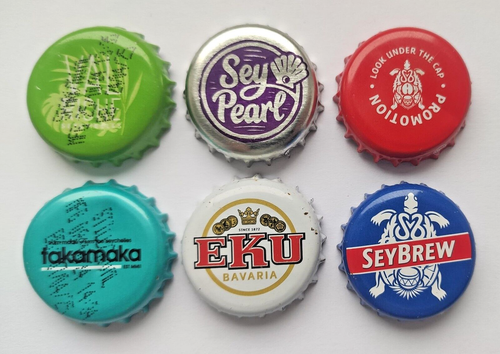 Sey
Pearl
• LOOK UNDER THE CAP •
PROMOTION
takamaka
SINCE 1872
EKU
BAVARIA
SEYBREW